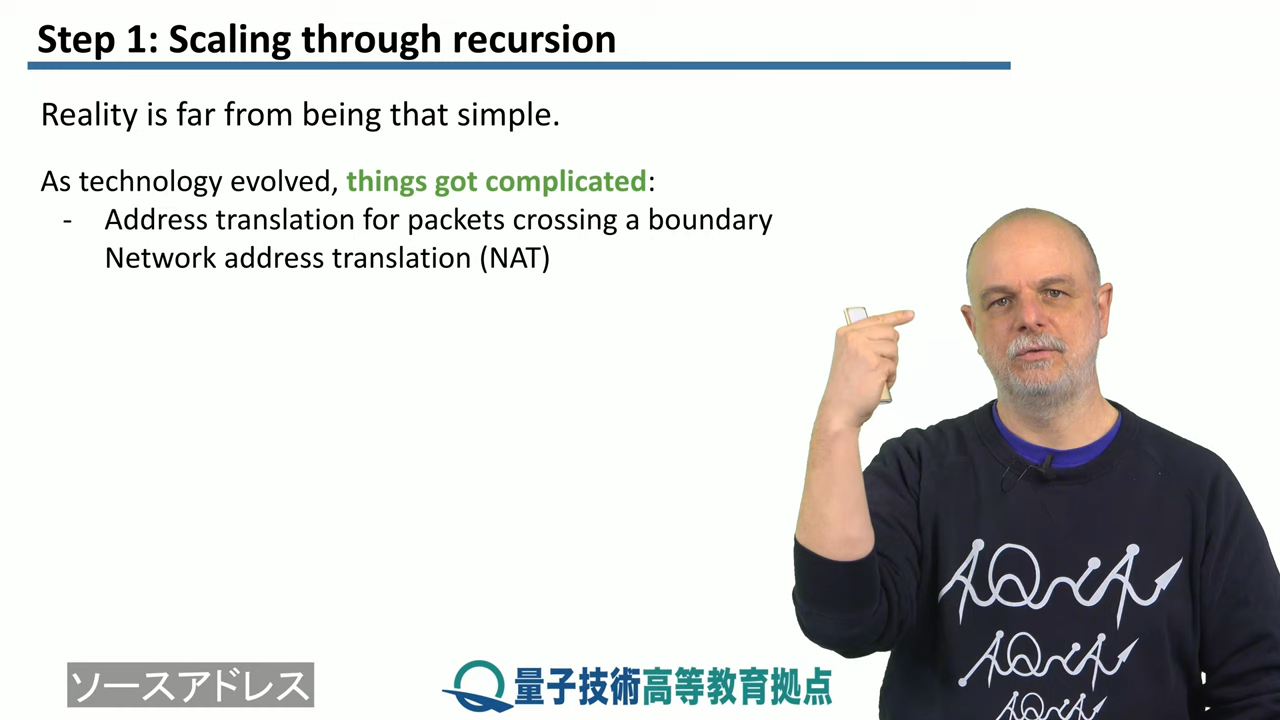 Step 1: Scaling through recursion
Reality is far from being that simple.
As technology evolved, things got complicated:
- Address translation for packets crossing a boundary
Network address translation (NAT)
AQUA
AQUA
ソースアドレス
量子技術高等教育拠点